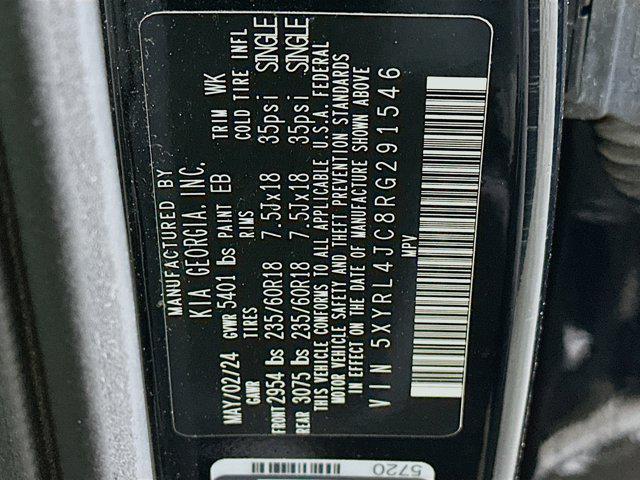 MANUFACTURED BY
KIA GEORGIA, INC.
MAY/02/24 GVWR 5401 lbs PAINT EB TRIM WK
GAWR TIRES RIMS COLD TIRE INFL
FRONT 2954 lbs 235/60R18 7.5Jx18 35psi SINGLE
REAR 3075 lbs 235/60R18 7.5Jx18 35psi SINGLE
THIS VEHICLE CONFORMS TO ALL APPLICABLE U.S.A. FEDERAL
MOTOR VEHICLE SAFETY AND THEFT PREVENTION STANDARDS
IN EFFECT ON THE DATE OF MANUFACTURE SHOWN ABOVE
VIN 5XYRL4JC8RG291546
MPV
5720